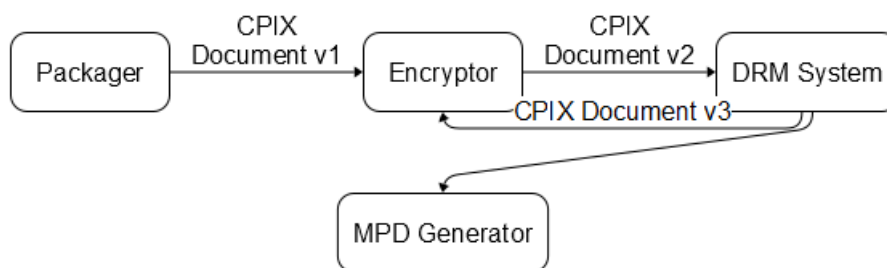 CPIX
Document v1
CPIX
Document v2
Packager
Encryptor
DRM System
CPIX Document v3
MPD Generator